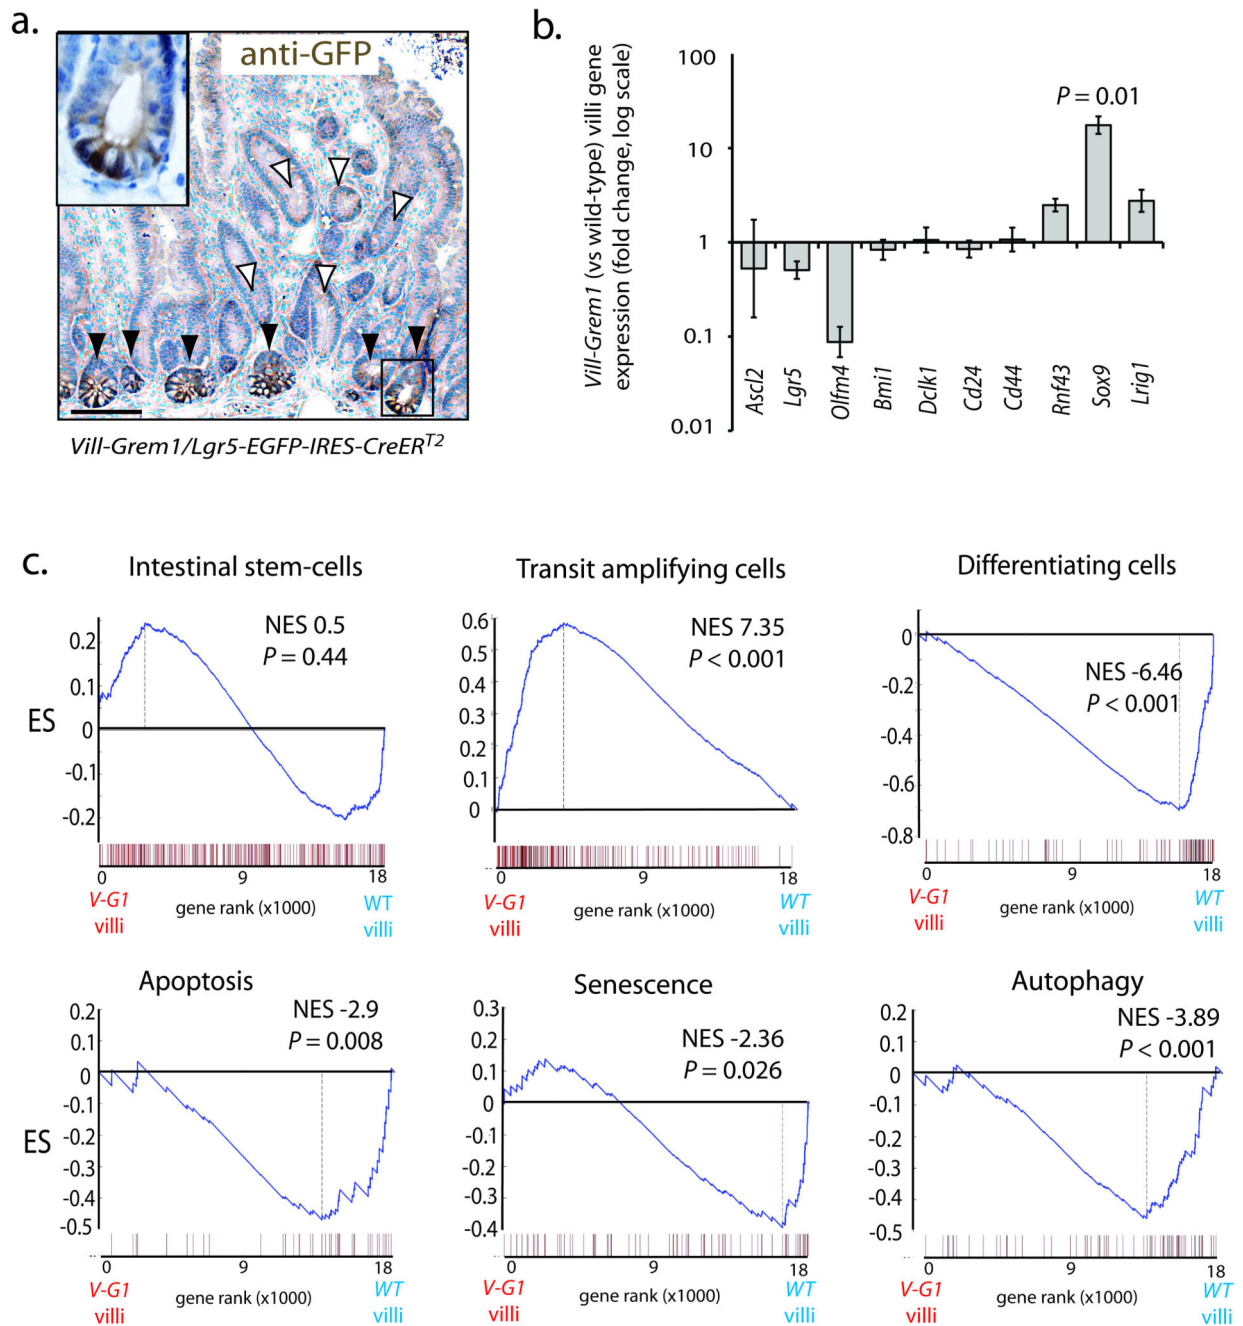 a.
anti-GFP
Vill-Grem1/Lgr5-EGFP-IRES-CreERT2
b.
Vill-Grem1 (vs wild-type) villi gene
expression (fold change, log scale)
100
10
1
0.1
0.01
P = 0.01
Ascl2
Lgr5
Olfm4
Bmi1
Dclk1
Cd24
Cd44
Rnf43
Sox9
Lrig1
c.
Intestinal stem-cells
NES 0.5
P = 0.44
ES
0.2
0.1
0
-0.1
-0.2
0 9 18
V-G1
villi
gene rank (x1000)
WT
villi
Transit amplifying cells
NES 7.35
P < 0.001
0.6
0.5
0.4
0.3
0.2
0.1
0
0 9 18
V-G1
villi
gene rank (x1000)
WT
villi
Differentiating cells
NES -6.46
P < 0.001
0
-0.2
-0.4
-0.6
-0.8
0 9 18
V-G1
villi
gene rank (x1000)
WT
villi
Apoptosis
NES -2.9
P = 0.008
ES
0.2
0.1
0
-0.1
-0.2
-0.3
-0.4
-0.5
0 9 18
V-G1
villi
gene rank (x1000)
WT
villi
Senescence
NES -2.36
P = 0.026
0.3
0.2
0.1
0
-0.1
-0.2
-0.3
-0.4
0 9 18
V-G1
villi
gene rank (x1000)
WT
villi
Autophagy
NES -3.89
P < 0.001
0.2
0.1
0
-0.1
-0.2
-0.3
-0.4
-0.5
0 9 18
V-G1
villi
gene rank (x1000)
WT
villi